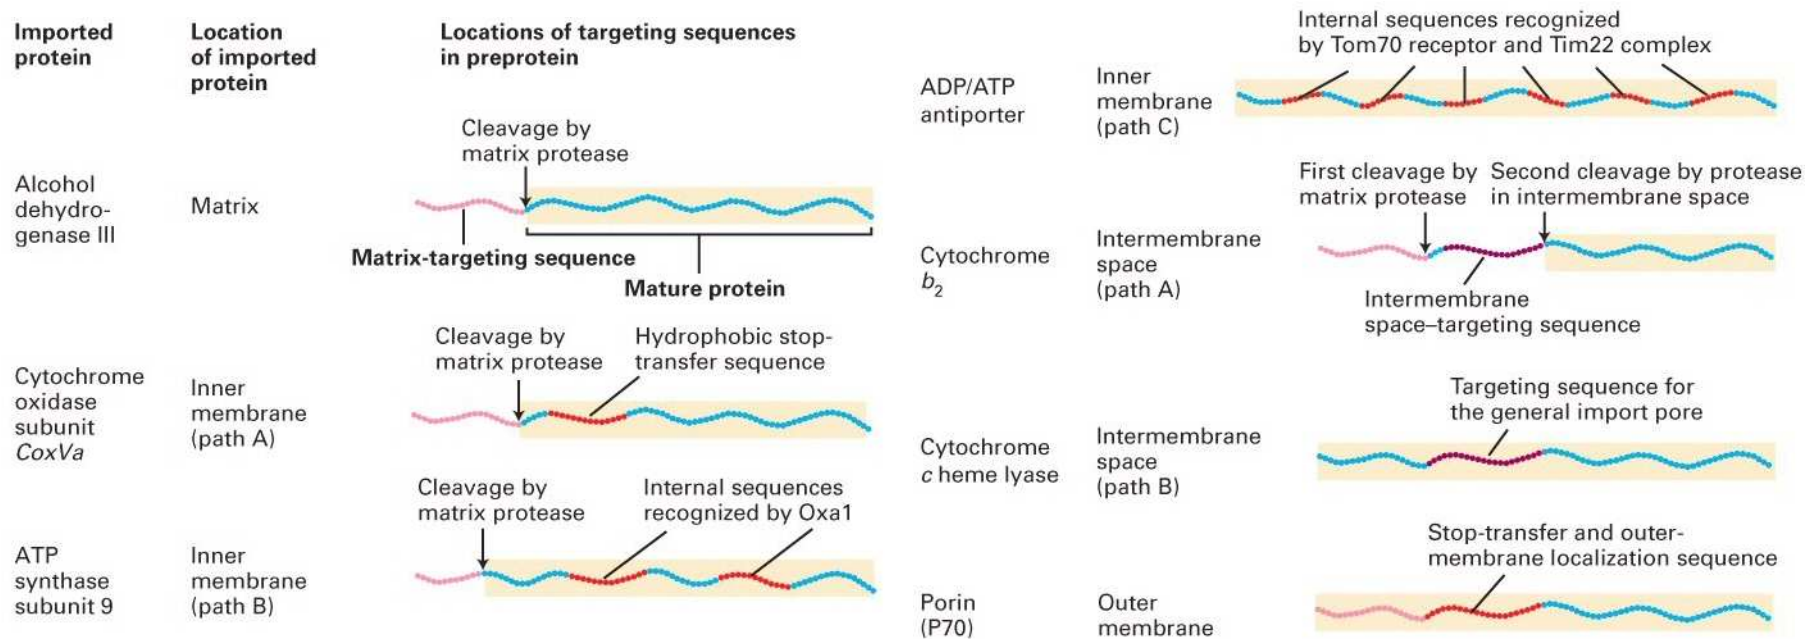 Imported
protein
Location
of imported
protein
Locations of targeting sequences
in preprotein
Alcohol
dehydro-
genase III
Matrix
Cleavage by
matrix protease
Matrix-targeting sequence
Mature protein
Cytochrome
oxidase
subunit
CoxVa
Inner
membrane
(path A)
Cleavage by
matrix protease
Hydrophobic stop-
transfer sequence
ATP
synthase
subunit 9
Inner
membrane
(path B)
Cleavage by
matrix protease
Internal sequences
recognized by Oxa1
ADP/ATP
antiporter
Inner
membrane
(path C)
Internal sequences recognized
by Tom70 receptor and Tim22 complex
Cytochrome
b2
Intermembrane
space
(path A)
First cleavage by
matrix protease
Second cleavage by protease
in intermembrane space
Intermembrane
space–targeting sequence
Cytochrome
c heme lyase
Intermembrane
space
(path B)
Targeting sequence for
the general import pore
Porin
(P70)
Outer
membrane
Stop-transfer and outer-
membrane localization sequence